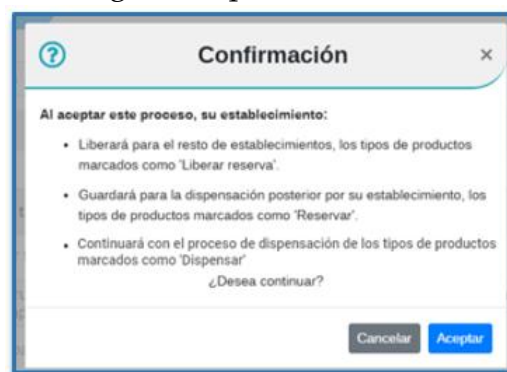 Confirmación ×
Al aceptar este proceso, su establecimiento:
• Liberará para el resto de establecimientos, los tipos de productos
marcados como 'Liberar reserva'.
• Guardará para la dispensación posterior por su establecimiento, los
tipos de productos marcados como 'Reservar'.
• Continuará con el proceso de dispensación de los tipos de productos
marcados como 'Dispensar'
¿Desea continuar?
Cancelar Aceptar